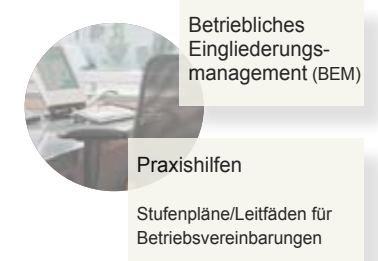 Betriebliches
Eingliederungs-
management (BEM)
Praxishilfen
Stufenpläne/Leitfäden für
Betriebsvereinbarungen